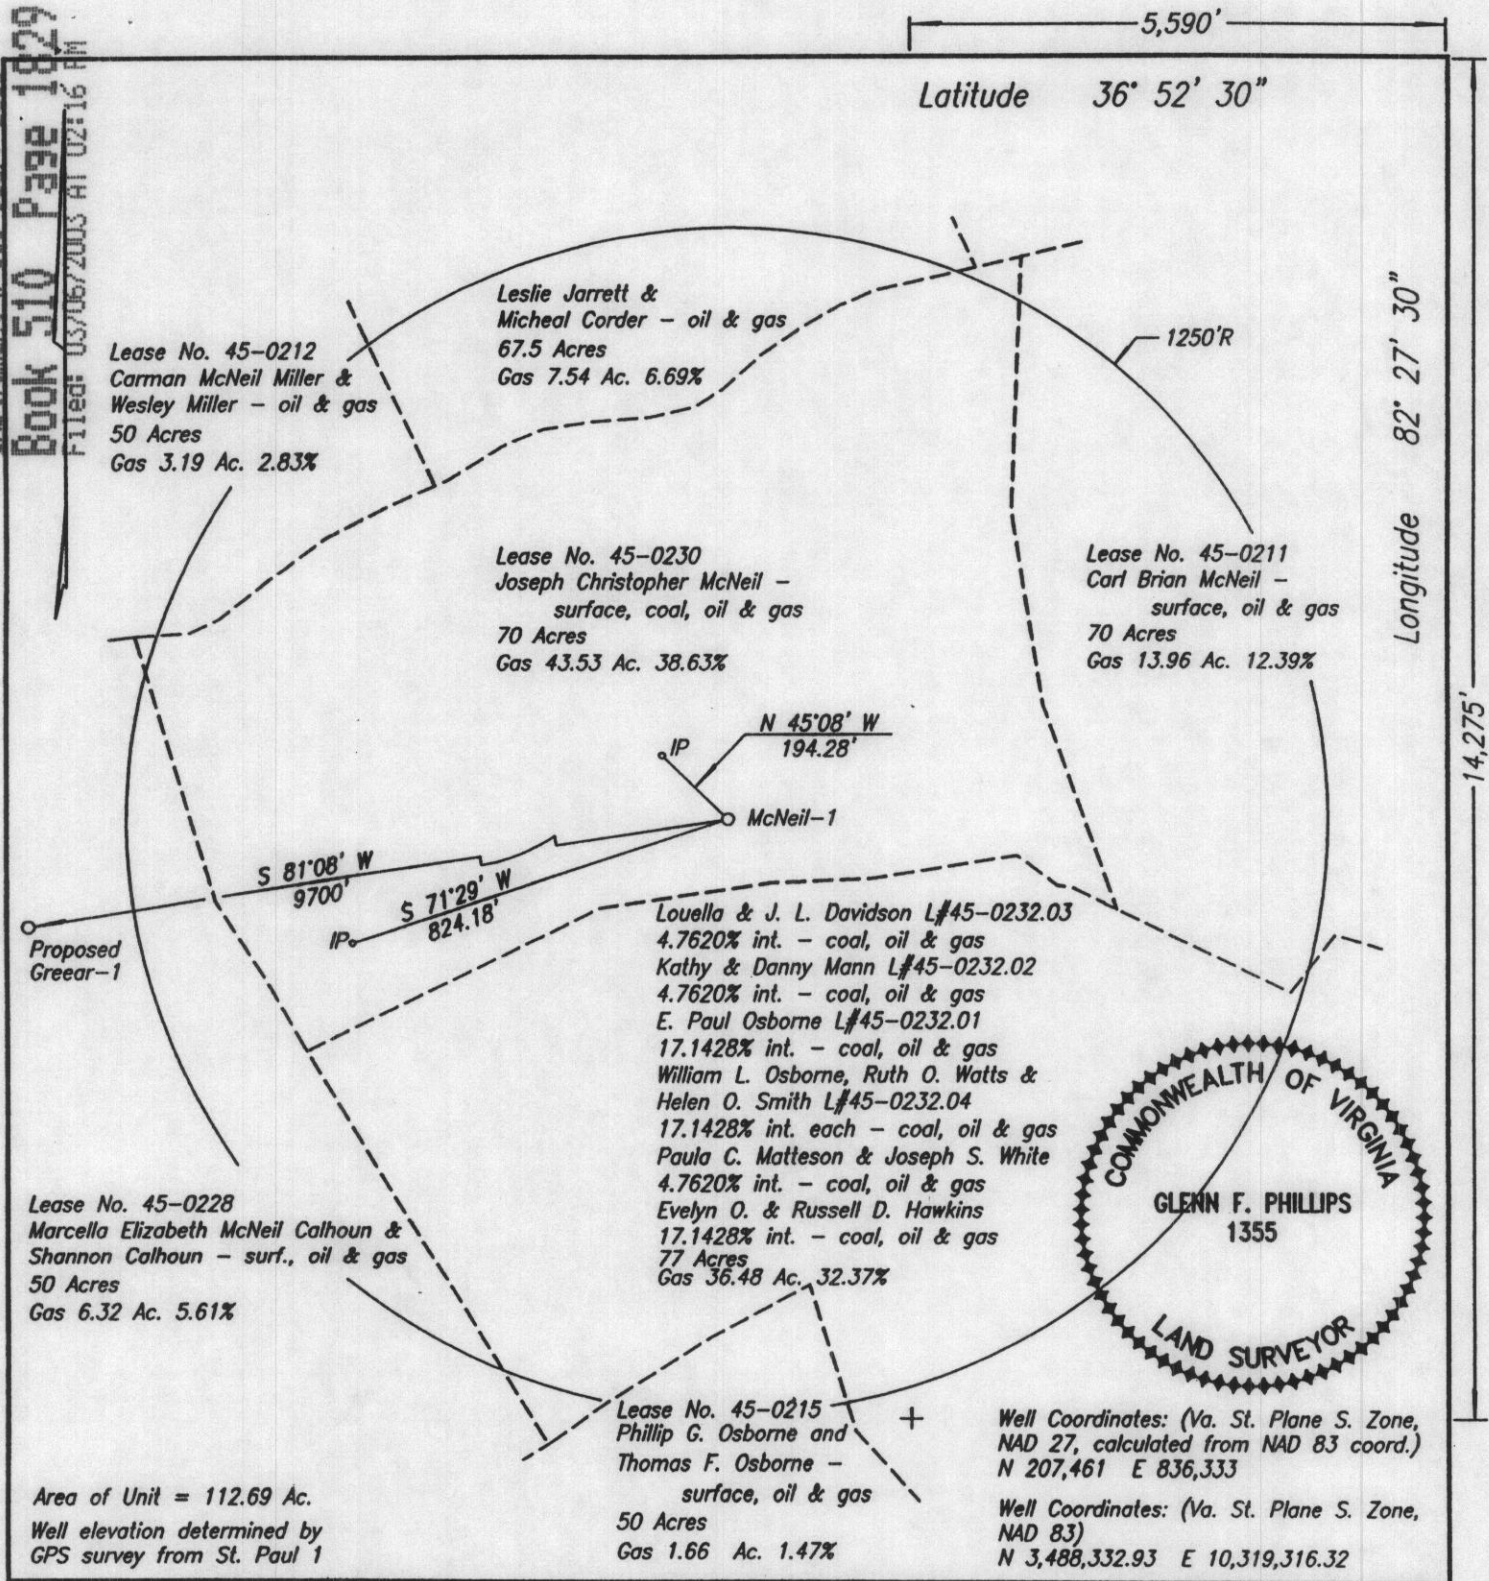 Book 510 Page 1829
Filed: 03/06/2003 AT 02:16 AM
5,590'
Latitude 36° 52' 30"
Longitude 82° 27' 30"
14,275'
1250'R
Leslie Jarrett &
Micheal Corder – oil & gas
67.5 Acres
Gas 7.54 Ac. 6.69%
Lease No. 45-0212
Carman McNeil Miller &
Wesley Miller – oil & gas
50 Acres
Gas 3.19 Ac. 2.83%
Lease No. 45-0230
Joseph Christopher McNeil –
surface, coal, oil & gas
70 Acres
Gas 43.53 Ac. 38.63%
Lease No. 45-0211
Carl Brian McNeil –
surface, oil & gas
70 Acres
Gas 13.96 Ac. 12.39%
N 45°08' W
194.28'
IP
McNeil-1
S 81°08' W
9700'
S 71°29' W
824.18'
IP
Proposed
Greear-1
Louella & J. L. Davidson L#45-0232.03
4.7620% int. – coal, oil & gas
Kathy & Danny Mann L#45-0232.02
4.7620% int. – coal, oil & gas
E. Paul Osborne L#45-0232.01
17.1428% int. – coal, oil & gas
William L. Osborne, Ruth O. Watts &
Helen O. Smith L#45-0232.04
17.1428% int. each – coal, oil & gas
Paula C. Matteson & Joseph S. White
4.7620% int. – coal, oil & gas
Evelyn O. & Russell D. Hawkins
17.1428% int. – coal, oil & gas
77 Acres
Gas 36.48 Ac. 32.37%
COMMONWEALTH OF VIRGINIA
GLENN F. PHILLIPS
1355
LAND SURVEYOR
Lease No. 45-0228
Marcella Elizabeth McNeil Calhoun &
Shannon Calhoun – surf., oil & gas
50 Acres
Gas 6.32 Ac. 5.61%
Lease No. 45-0215
Phillip G. Osborne and
Thomas F. Osborne –
surface, oil & gas
50 Acres
Gas 1.66 Ac. 1.47%
Well Coordinates: (Va. St. Plane S. Zone,
NAD 27, calculated from NAD 83 coord.)
N 207,461 E 836,333
Well Coordinates: (Va. St. Plane S. Zone,
NAD 83)
N 3,488,332.93 E 10,319,316.32
Area of Unit = 112.69 Ac.
Well elevation determined by
GPS survey from St. Paul 1